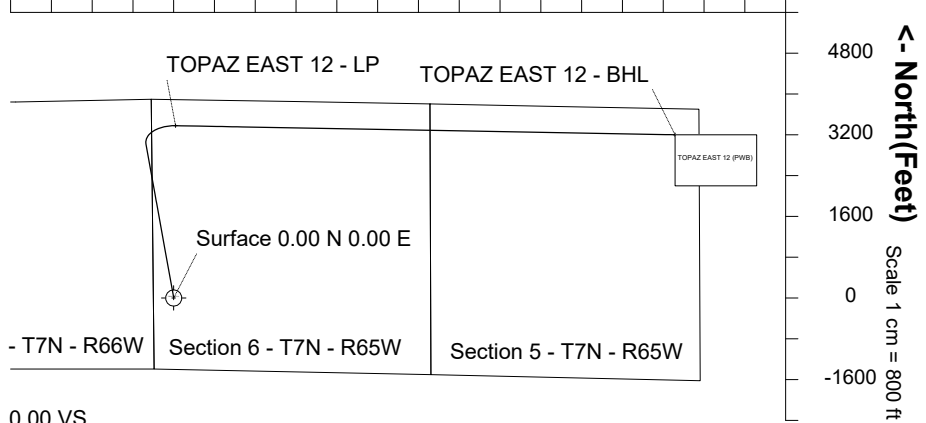 TOPAZ EAST 12 - LP
TOPAZ EAST 12 - BHL
TOPAZ EAST 12 (PWB)
Surface 0.00 N 0.00 E
- T7N - R66W
Section 6 - T7N - R65W
Section 5 - T7N - R65W
0.00 VS
4800
3200
1600
0
-1600
<- North(Feet)
Scale 1 cm = 800 ft